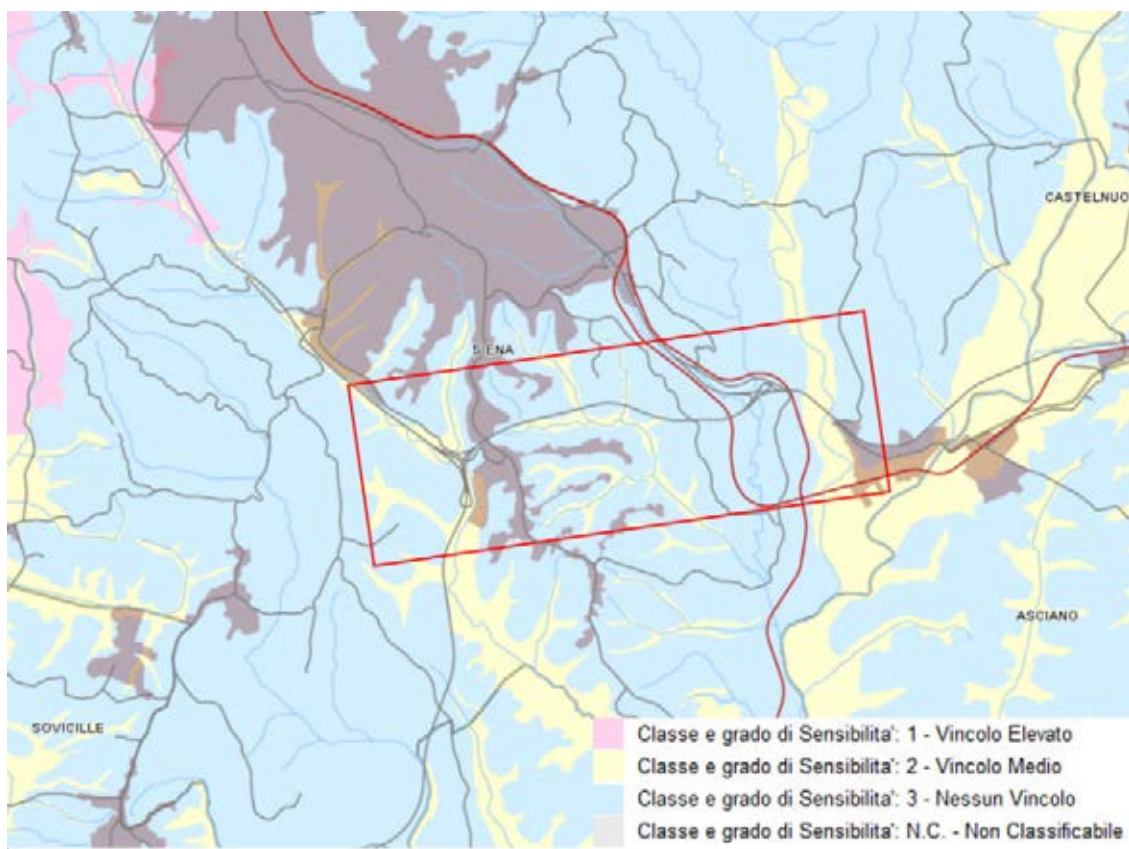 CASTELNUO
SIENA
ASCIANO
SOVICILLE
Classe e grado di Sensibilita': 1 - Vincolo Elevato
Classe e grado di Sensibilita': 2 - Vincolo Medio
Classe e grado di Sensibilita': 3 - Nessun Vincolo
Classe e grado di Sensibilita': N.C. - Non Classificabile